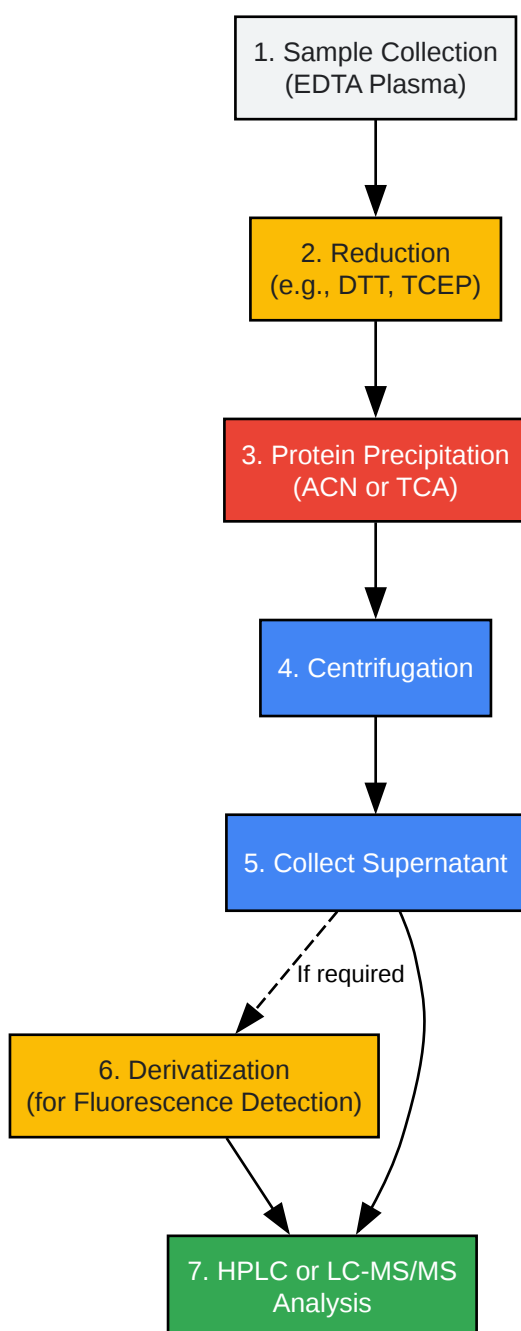 1. Sample Collection
(EDTA Plasma)
2. Reduction
(e.g., DTT, TCEP)
3. Protein Precipitation
(ACN or TCA)
4. Centrifugation
5. Collect Supernatant
If required
6. Derivatization
(for Fluorescence Detection)
7. HPLC or LC-MS/MS
Analysis